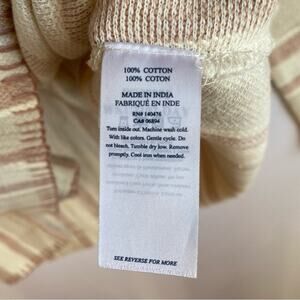 100% COTTON
100% COTON
MADE IN INDIA
FABRIQUÉ EN INDE
RN# 140476
CA# 06894
Turn inside out. Machine wash cold.
With like colors. Gentle cycle. Do
not bleach. Tumble dry low. Remove
promptly. Cool iron when needed.
SEE REVERSE FOR MORE